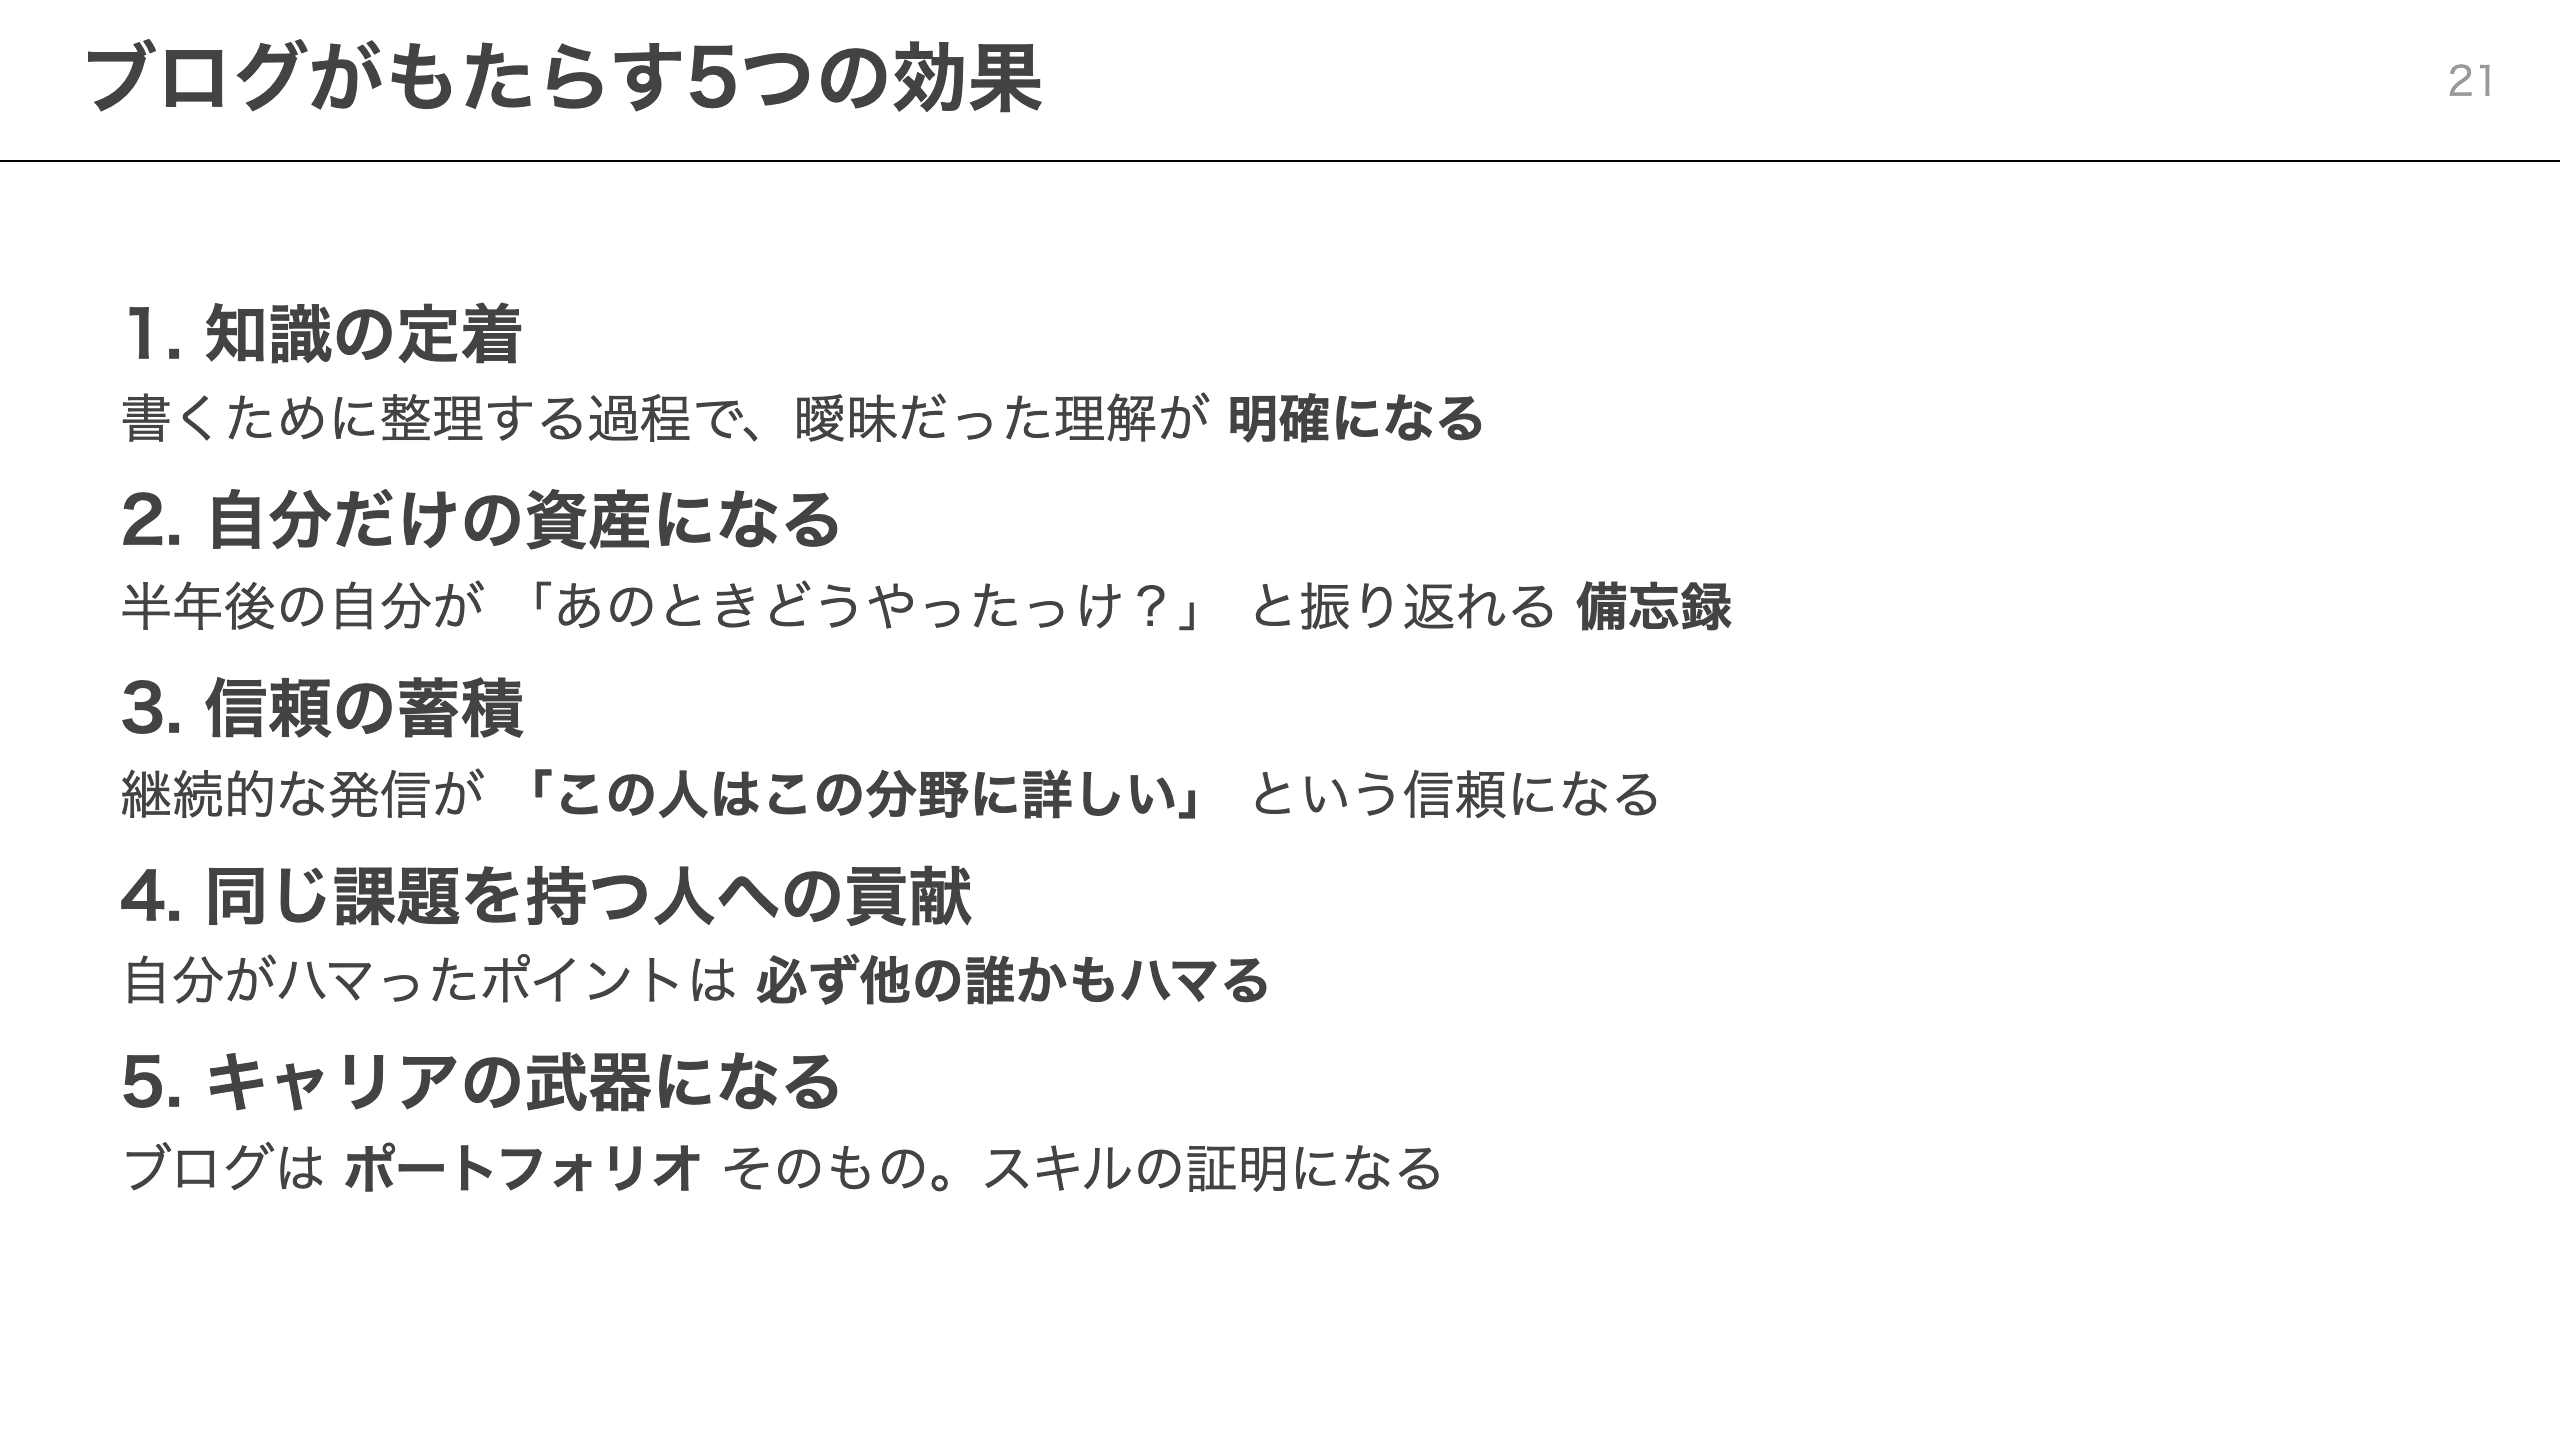 ブログがもたらす5つの効果
21
1. 知識の定着
書くために整理する過程で、曖昧だった理解が 明確になる
2. 自分だけの資産になる
半年後の自分が 「あのときどうやったっけ？」 と振り返れる 備忘録
3. 信頼の蓄積
継続的な発信が 「この人はこの分野に詳しい」 という信頼になる
4. 同じ課題を持つ人への貢献
自分がハマったポイントは 必ず他の誰かもハマる
5. キャリアの武器になる
ブログは ポートフォリオ そのもの。スキルの証明になる